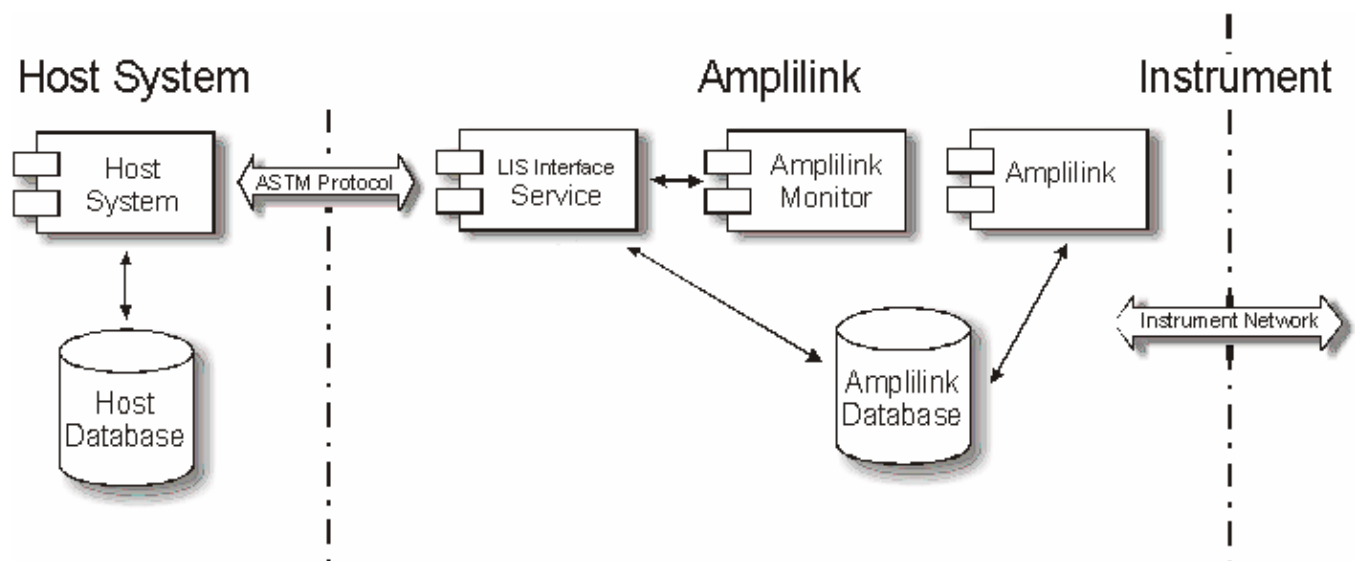 Host System
Amplilink
Instrument
Host
System
ASTM Protocol
LIS Interface
Service
Amplilink
Monitor
Amplilink
Instrument Network
Host
Database
Amplilink
Database